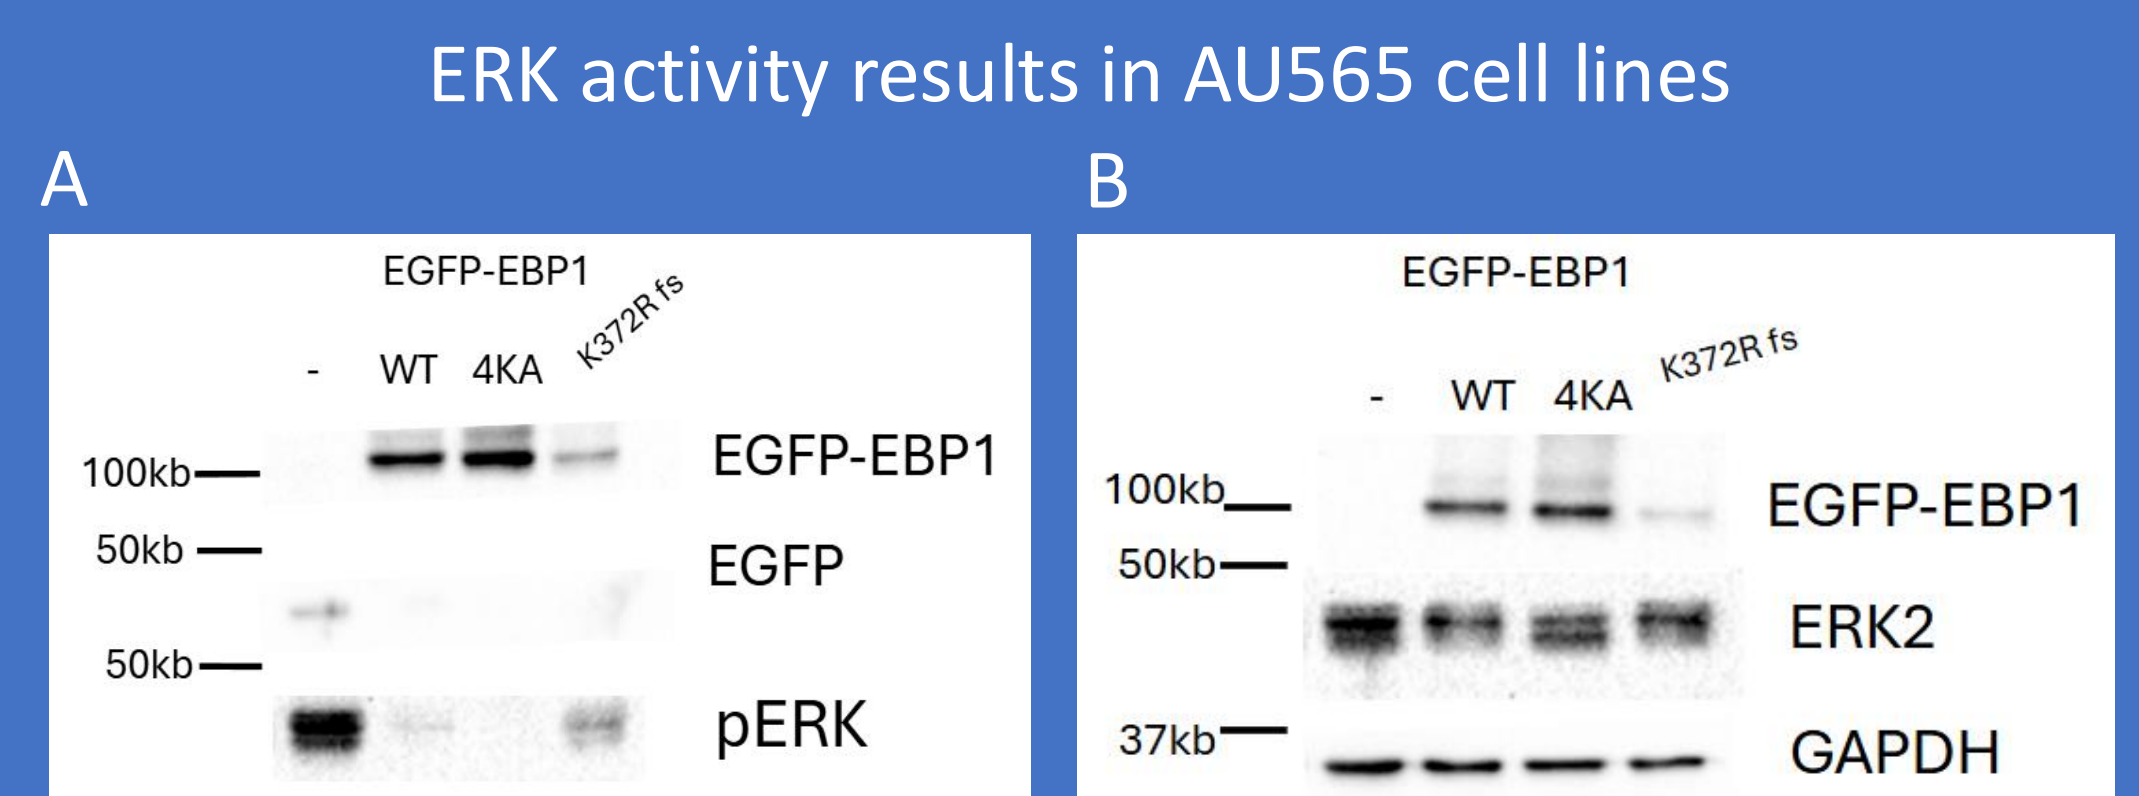 ERK activity results in AU565 cell lines
A
EGFP-EBP1
- WT 4KA K372R fs
100kb EGFP-EBP1
50kb EGFP
50kb
pERK
B
EGFP-EBP1
- WT 4KA K372R fs
100kb EGFP-EBP1
50kb
ERK2
37kb GAPDH